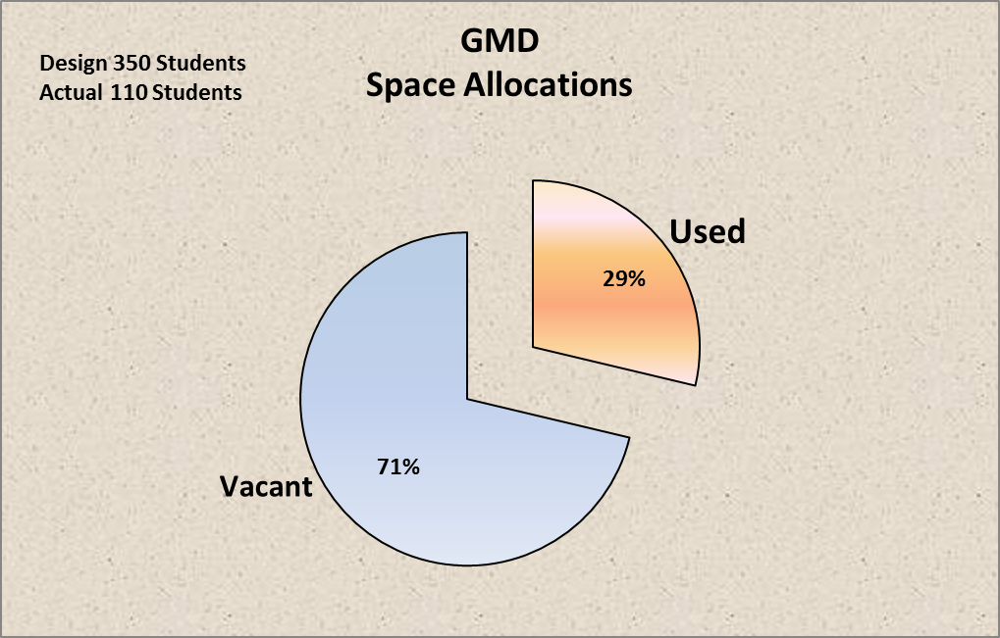 GMD
Space Allocations
Design 350 Students
Actual 110 Students
Used
29%
71%
Vacant